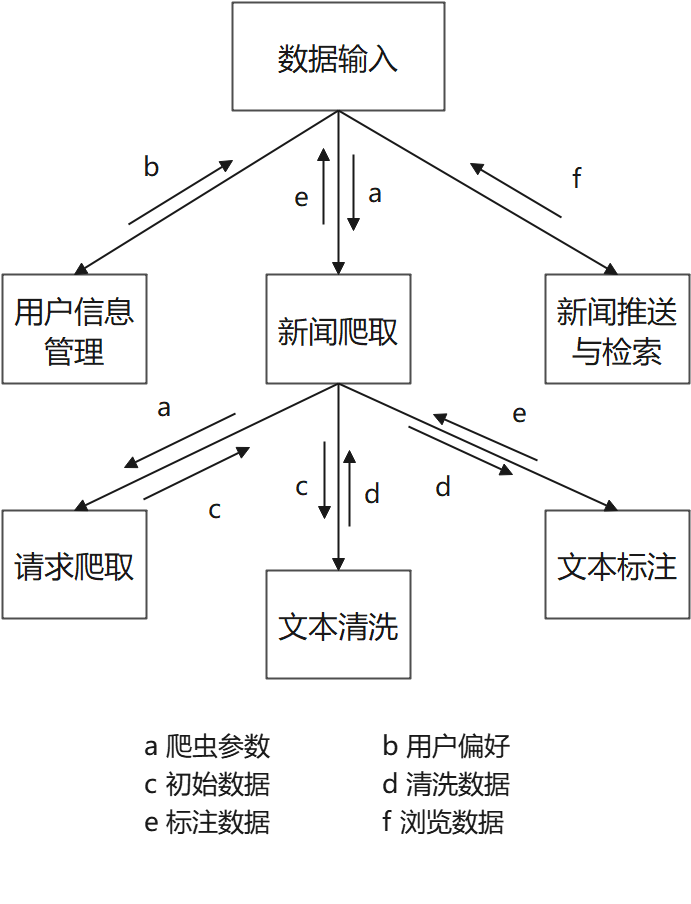 数据输入
b
e
a
f
用户信息
管理
新闻爬取
新闻推送
与检索
a
c
c
d
e
d
请求爬取
文本清洗
文本标注
a 爬虫参数
b 用户偏好
c 初始数据
d 清洗数据
e 标注数据
f 浏览数据